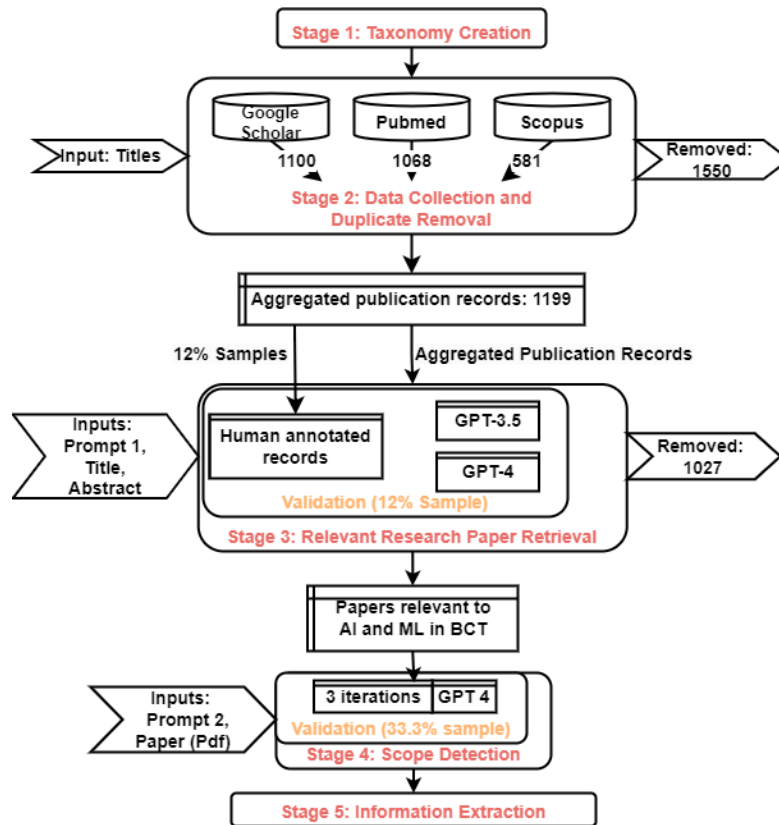 Stage 1: Taxonomy Creation
Google
Scholar
Pubmed
Scopus
1100
1068
581
Input: Titles
Removed:
1550
Stage 2: Data Collection and
Duplicate Removal
Aggregated publication records: 1199
12% Samples
Aggregated Publication Records
Inputs:
Prompt 1,
Title,
Abstract
Human annotated
records
GPT-3.5
GPT-4
Removed:
1027
Validation (12% Sample)
Stage 3: Relevant Research Paper Retrieval
Papers relevant to
AI and ML in BCT
Inputs:
Prompt 2,
Paper (Pdf)
3 iterations
GPT 4
Validation (33.3% sample)
Stage 4: Scope Detection
Stage 5: Information Extraction